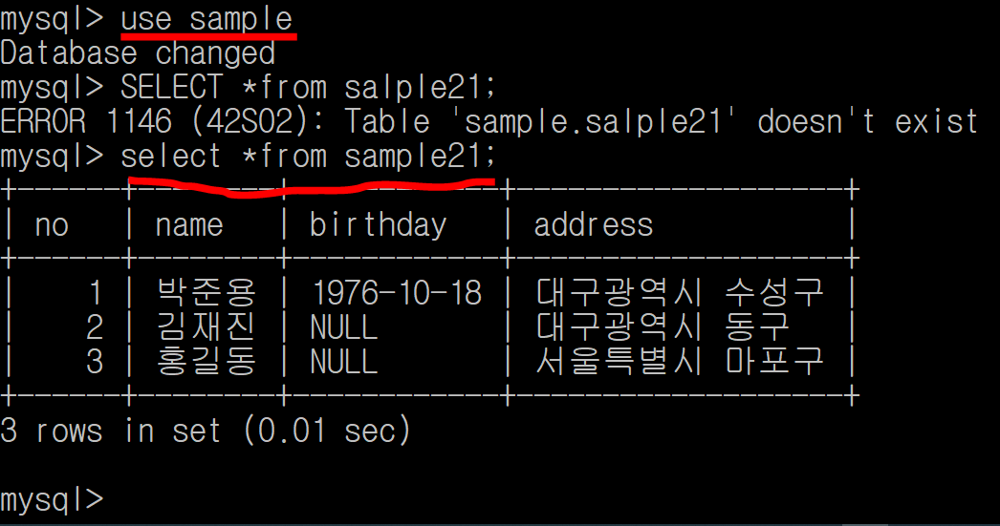 mysql> use sample
Database changed
mysql> SELECT *from salple21;
ERROR 1146 (42S02): Table 'sample.salple21' doesn't exist
mysql> select *from sample21;
+------+--------+------------+-------------------+
| no   | name   | birthday   | address           |
+------+--------+------------+-------------------+
|    1 | 박준용 | 1976-10-18 | 대구광역시 수성구 |
|    2 | 김재진 | NULL       | 대구광역시 동구   |
|    3 | 홍길동 | NULL       | 서울특별시 마포구 |
+------+--------+------------+-------------------+
3 rows in set (0.01 sec)
mysql>